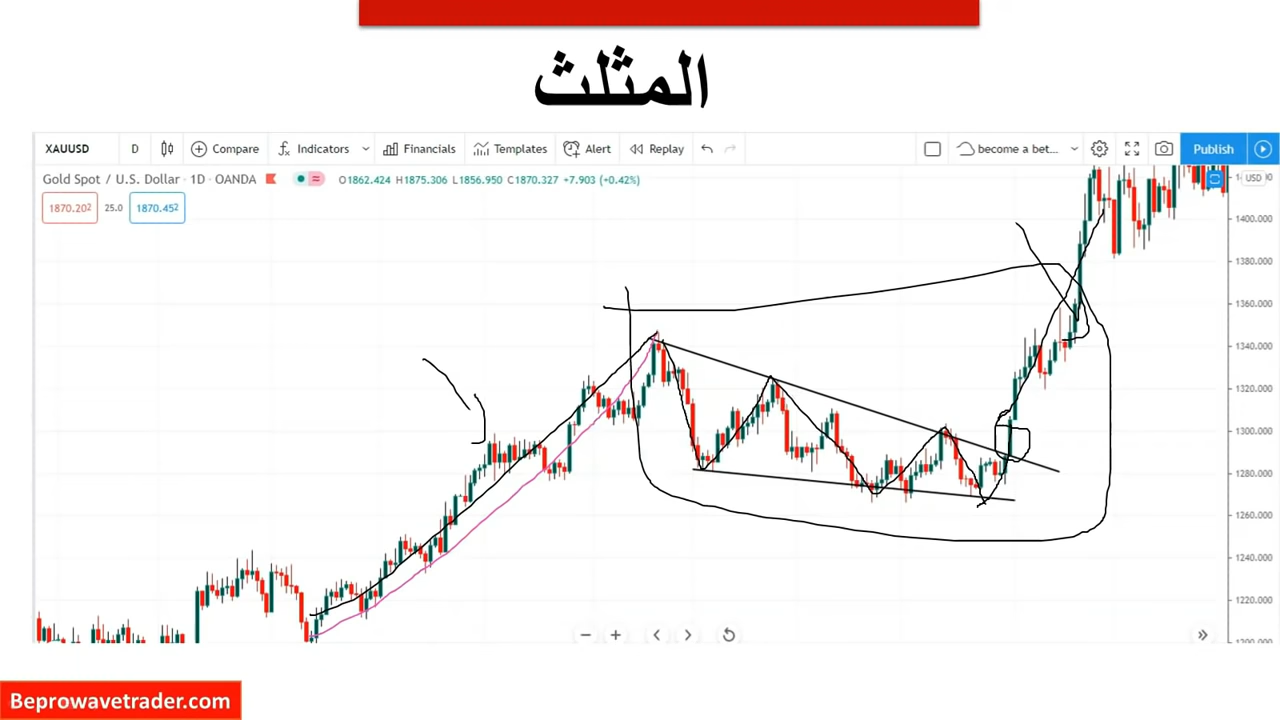 المثلث
XAUUSD D Compare Indicators Financials Templates Alert Replay become a bet... Publish
Gold Spot / U.S. Dollar · 1D · OANDA O1862.424 H1875.306 L1856.950 C1870.327 +7.903 (+0.42%) USD
1870.202 25.0 1870.452
1400.000
1380.000
1360.000
1340.000
1320.000
1300.000
1280.000
1260.000
1240.000
1220.000
Beprowavetrader.com